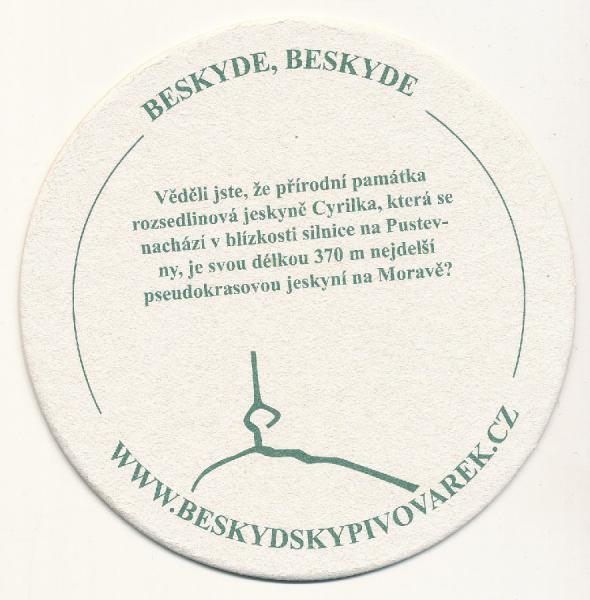 BESKYDE, BESKYDE
Věděli jste, že přírodní památka
rozsedlinová jeskyně Cyrilka, která se
nachází v blízkosti silnice na Pustev-
ny, je svou délkou 370 m nejdelší
pseudokrasovou jeskyní na Moravě?
WWW.BESKYDSKYPIVOVAREK.CZ